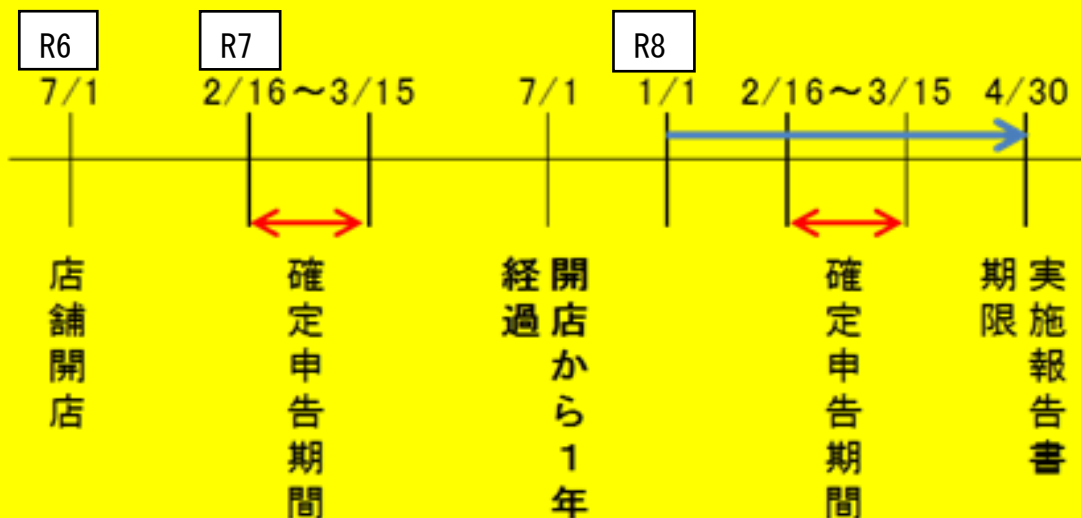 R6
R7
R8
7/1
2/16～3/15
7/1
1/1
2/16～3/15
4/30
店舗開店
確定申告期間
開店から1年
経過
確定申告期間
実施報告書
期限